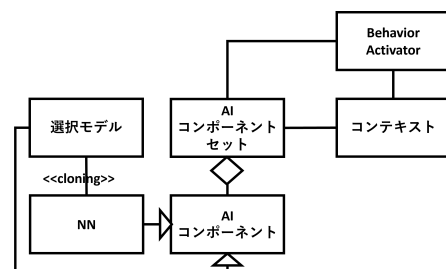 Behavior
Activator
選択モデル
AI
コンポーネント
セット
コンテキスト
<<cloning>>
NN
AI
コンポーネント